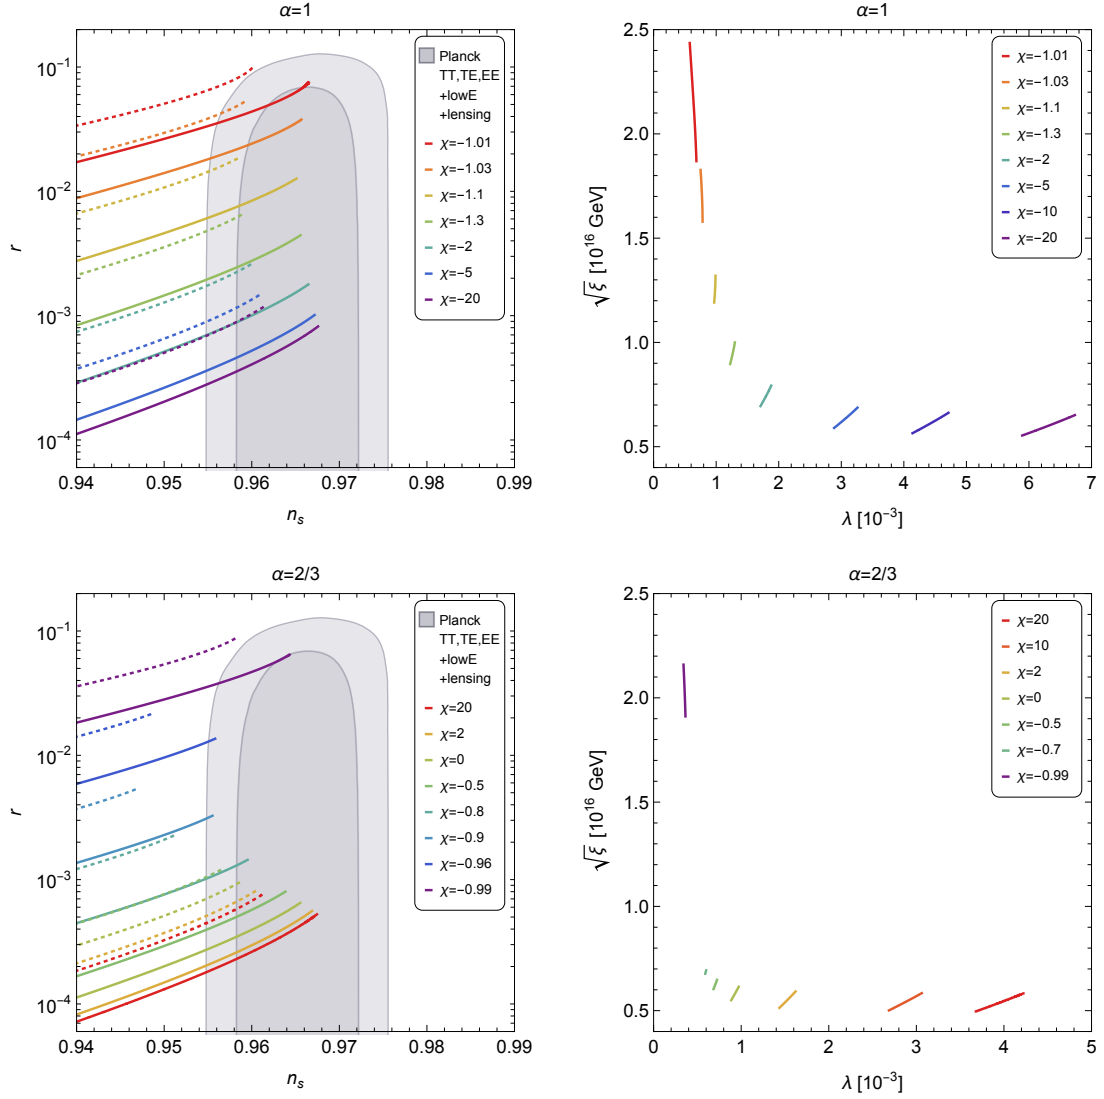 α=1
r
10⁻¹
10⁻²
10⁻³
10⁻⁴
0.94 0.95 0.96 0.97 0.98 0.99
nₛ
Planck
TT,TE,EE
+lowE
+lensing
χ=−1.01
χ=−1.03
χ=−1.1
χ=−1.3
χ=−2
χ=−5
χ=−20
α=1
√ξ [10¹⁶ GeV]
2.5
2.0
1.5
1.0
0.5
0 1 2 3 4 5 6 7
λ [10⁻³]
χ=−1.01
χ=−1.03
χ=−1.1
χ=−1.3
χ=−2
χ=−5
χ=−10
χ=−20
α=2/3
r
10⁻¹
10⁻²
10⁻³
10⁻⁴
0.94 0.95 0.96 0.97 0.98 0.99
nₛ
Planck
TT,TE,EE
+lowE
+lensing
χ=20
χ=2
χ=0
χ=−0.5
χ=−0.8
χ=−0.9
χ=−0.96
χ=−0.99
α=2/3
√ξ [10¹⁶ GeV]
2.5
2.0
1.5
1.0
0.5
0 1 2 3 4 5
λ [10⁻³]
χ=20
χ=10
χ=2
χ=0
χ=−0.5
χ=−0.7
χ=−0.99